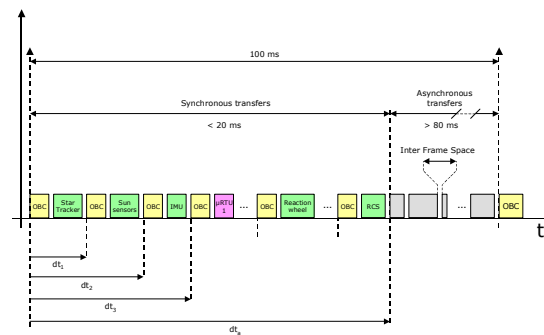 100 ms
Asynchronous
transfers
Synchronous transfers
< 20 ms
> 80 ms
Inter Frame Space
OBC Star Tracker OBC Sun sensors OBC IMU OBC µRTU 1 ... OBC Reaction wheel ... OBC RCS ... OBC
t
dt1
dt2
dt3
dta